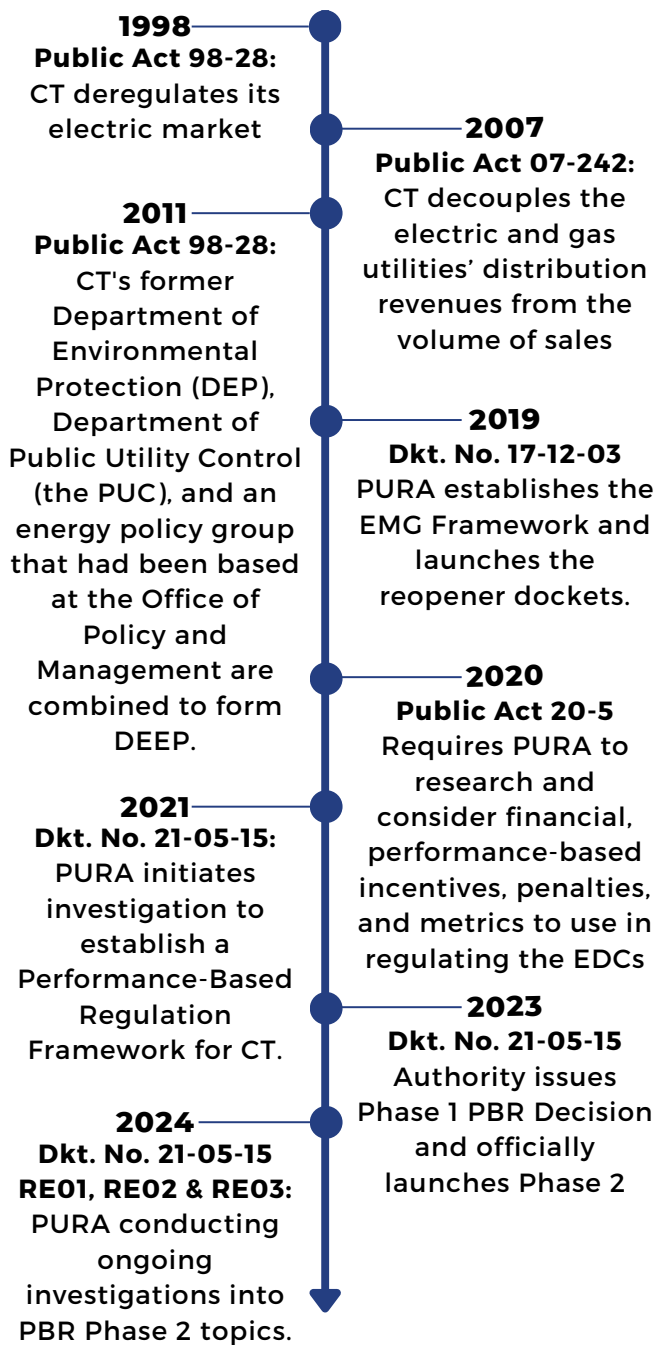 1998
Public Act 98-28:
CT deregulates its
electric market
2007
Public Act 07-242:
CT decouples the
electric and gas
utilities’ distribution
revenues from the
volume of sales
2011
Public Act 98-28:
CT's former
Department of
Environmental
Protection (DEP),
Department of
Public Utility Control
(the PUC), and an
energy policy group
that had been based
at the Office of
Policy and
Management are
combined to form
DEEP.
2019
Dkt. No. 17-12-03
PURA establishes the
EMG Framework and
launches the
reopener dockets.
2020
Public Act 20-5
Requires PURA to
research and
consider financial,
performance-based
incentives, penalties,
and metrics to use in
regulating the EDCs
2021
Dkt. No. 21-05-15:
PURA initiates
investigation to
establish a
Performance-Based
Regulation
Framework for CT.
2023
Dkt. No. 21-05-15
Authority issues
Phase 1 PBR Decision
and officially
launches Phase 2
2024
Dkt. No. 21-05-15
RE01, RE02 & RE03:
PURA conducting
ongoing
investigations into
PBR Phase 2 topics.